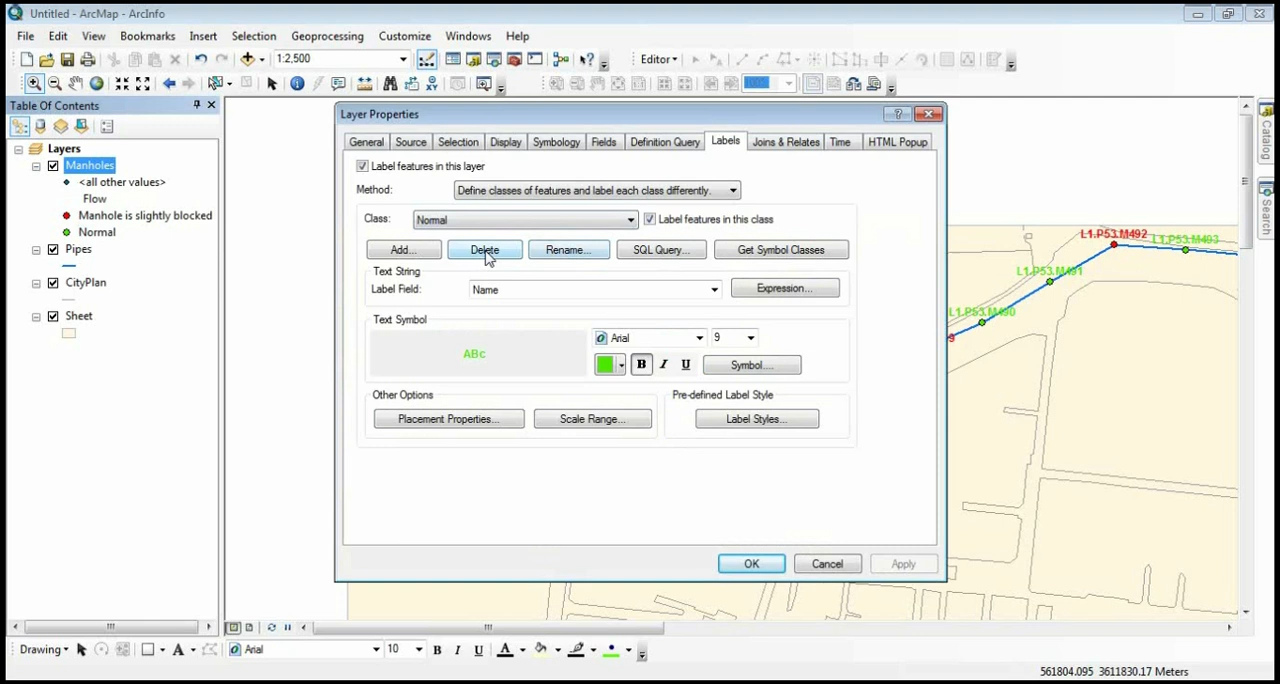 Untitled - ArcMap - ArcInfo
File Edit View Bookmarks Insert Selection Geoprocessing Customize Windows Help
1:2,500 Editor
Table Of Contents
Layers
Manholes
<all other values>
Flow
Manhole is slightly blocked
Normal
Pipes
CityPlan
Sheet
Layer Properties
General Source Selection Display Symbology Fields Definition Query Labels Joins & Relates Time HTML Popup
Label features in this layer
Method: Define classes of features and label each class differently.
Class: Normal Label features in this class
Add... Delete Rename... SQL Query... Get Symbol Classes
Text String
Label Field: Name Expression...
Text Symbol
ABc
Arial 9
B I U Symbol....
Other Options Pre-defined Label Style
Placement Properties... Scale Range... Label Styles...
OK Cancel Apply
L1.P53.M492
L1.P53.M493
L1.P53.M491
L1.P53.M490
9
Catalog
Search
Drawing A Arial 10 B I U A
561804.095 3611830.17 Meters